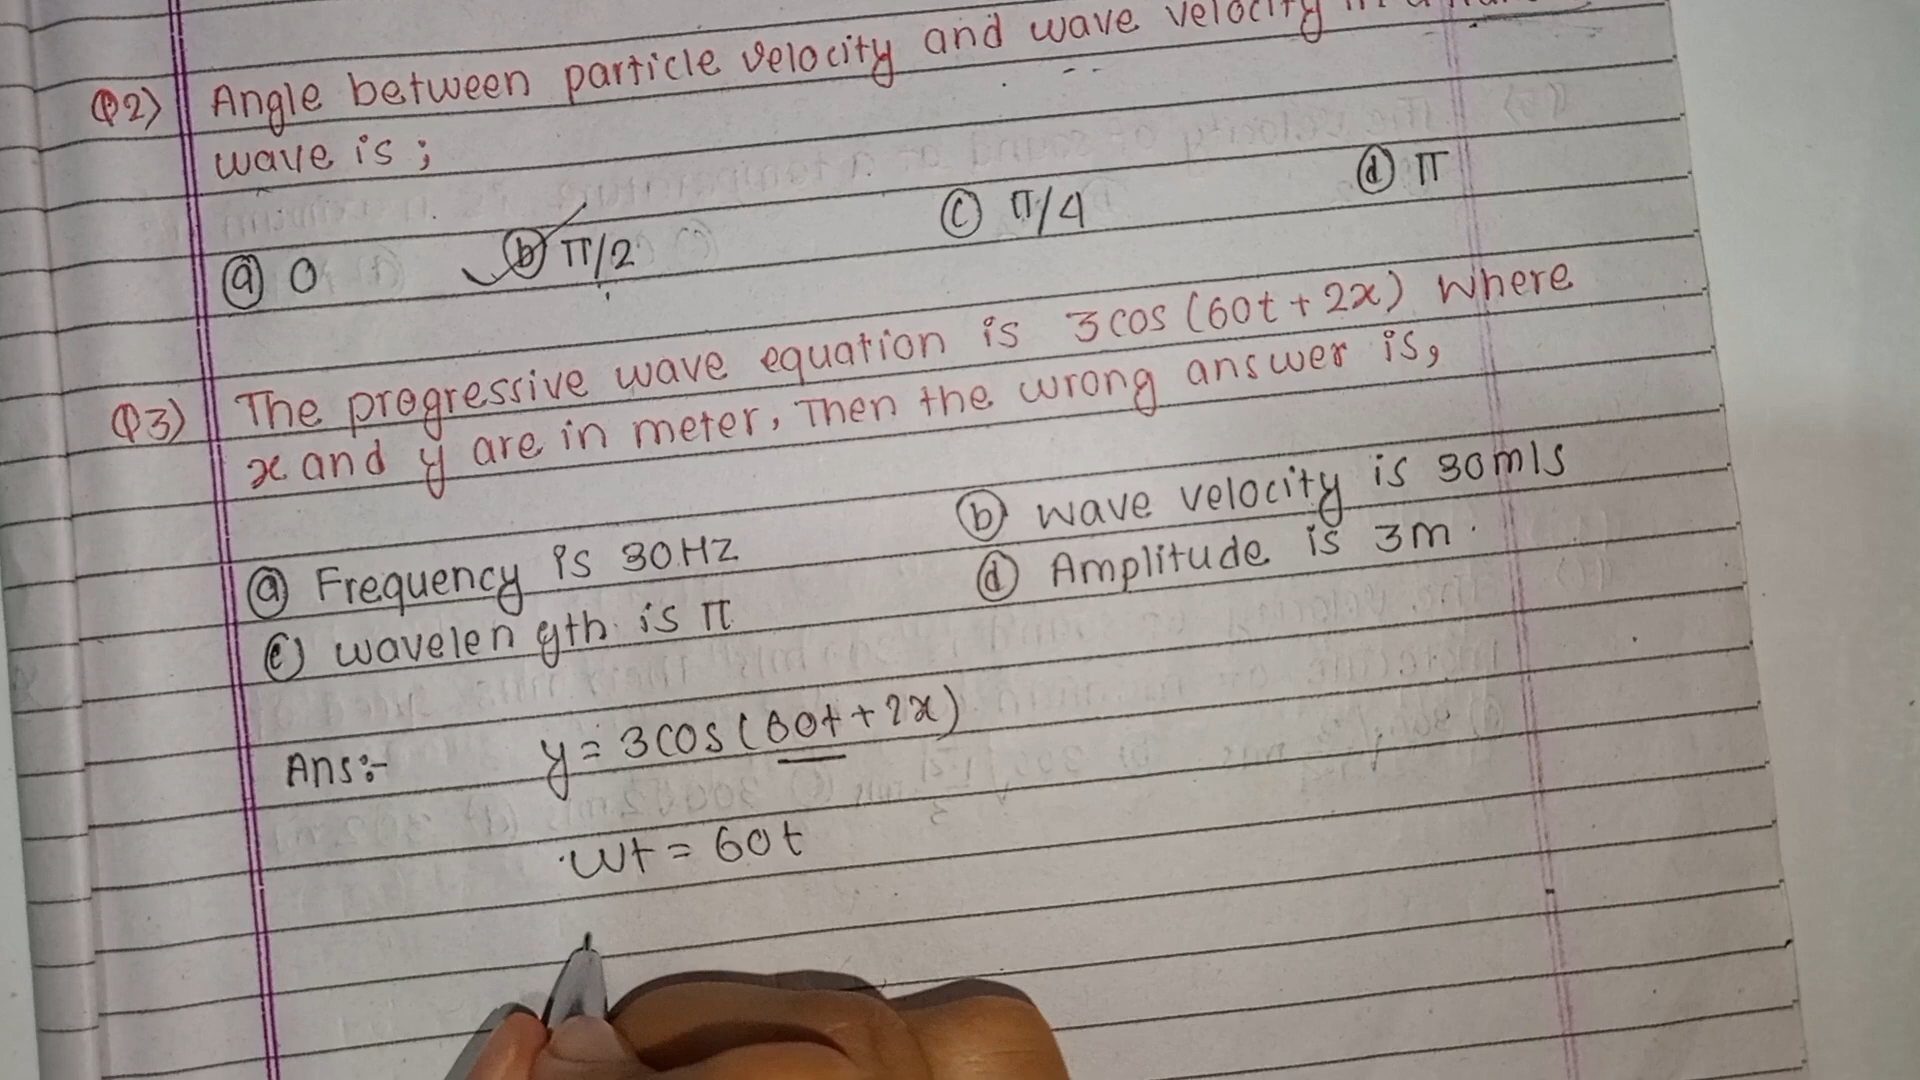 Q2) Angle between particle velocity and wave velocity in a
wave is ;
(a) 0 (b) π/2 (c) π/4 (d) π
Q3) The progressive wave equation is 3cos(60t+2x) where
x and y are in meter, Then the wrong answer is,
(a) Frequency is 30HZ (b) wave velocity is 30m/s
(c) wavelength is π (d) Amplitude is 3m.
Ans:- y = 3cos(60t+2x)
wt = 60t